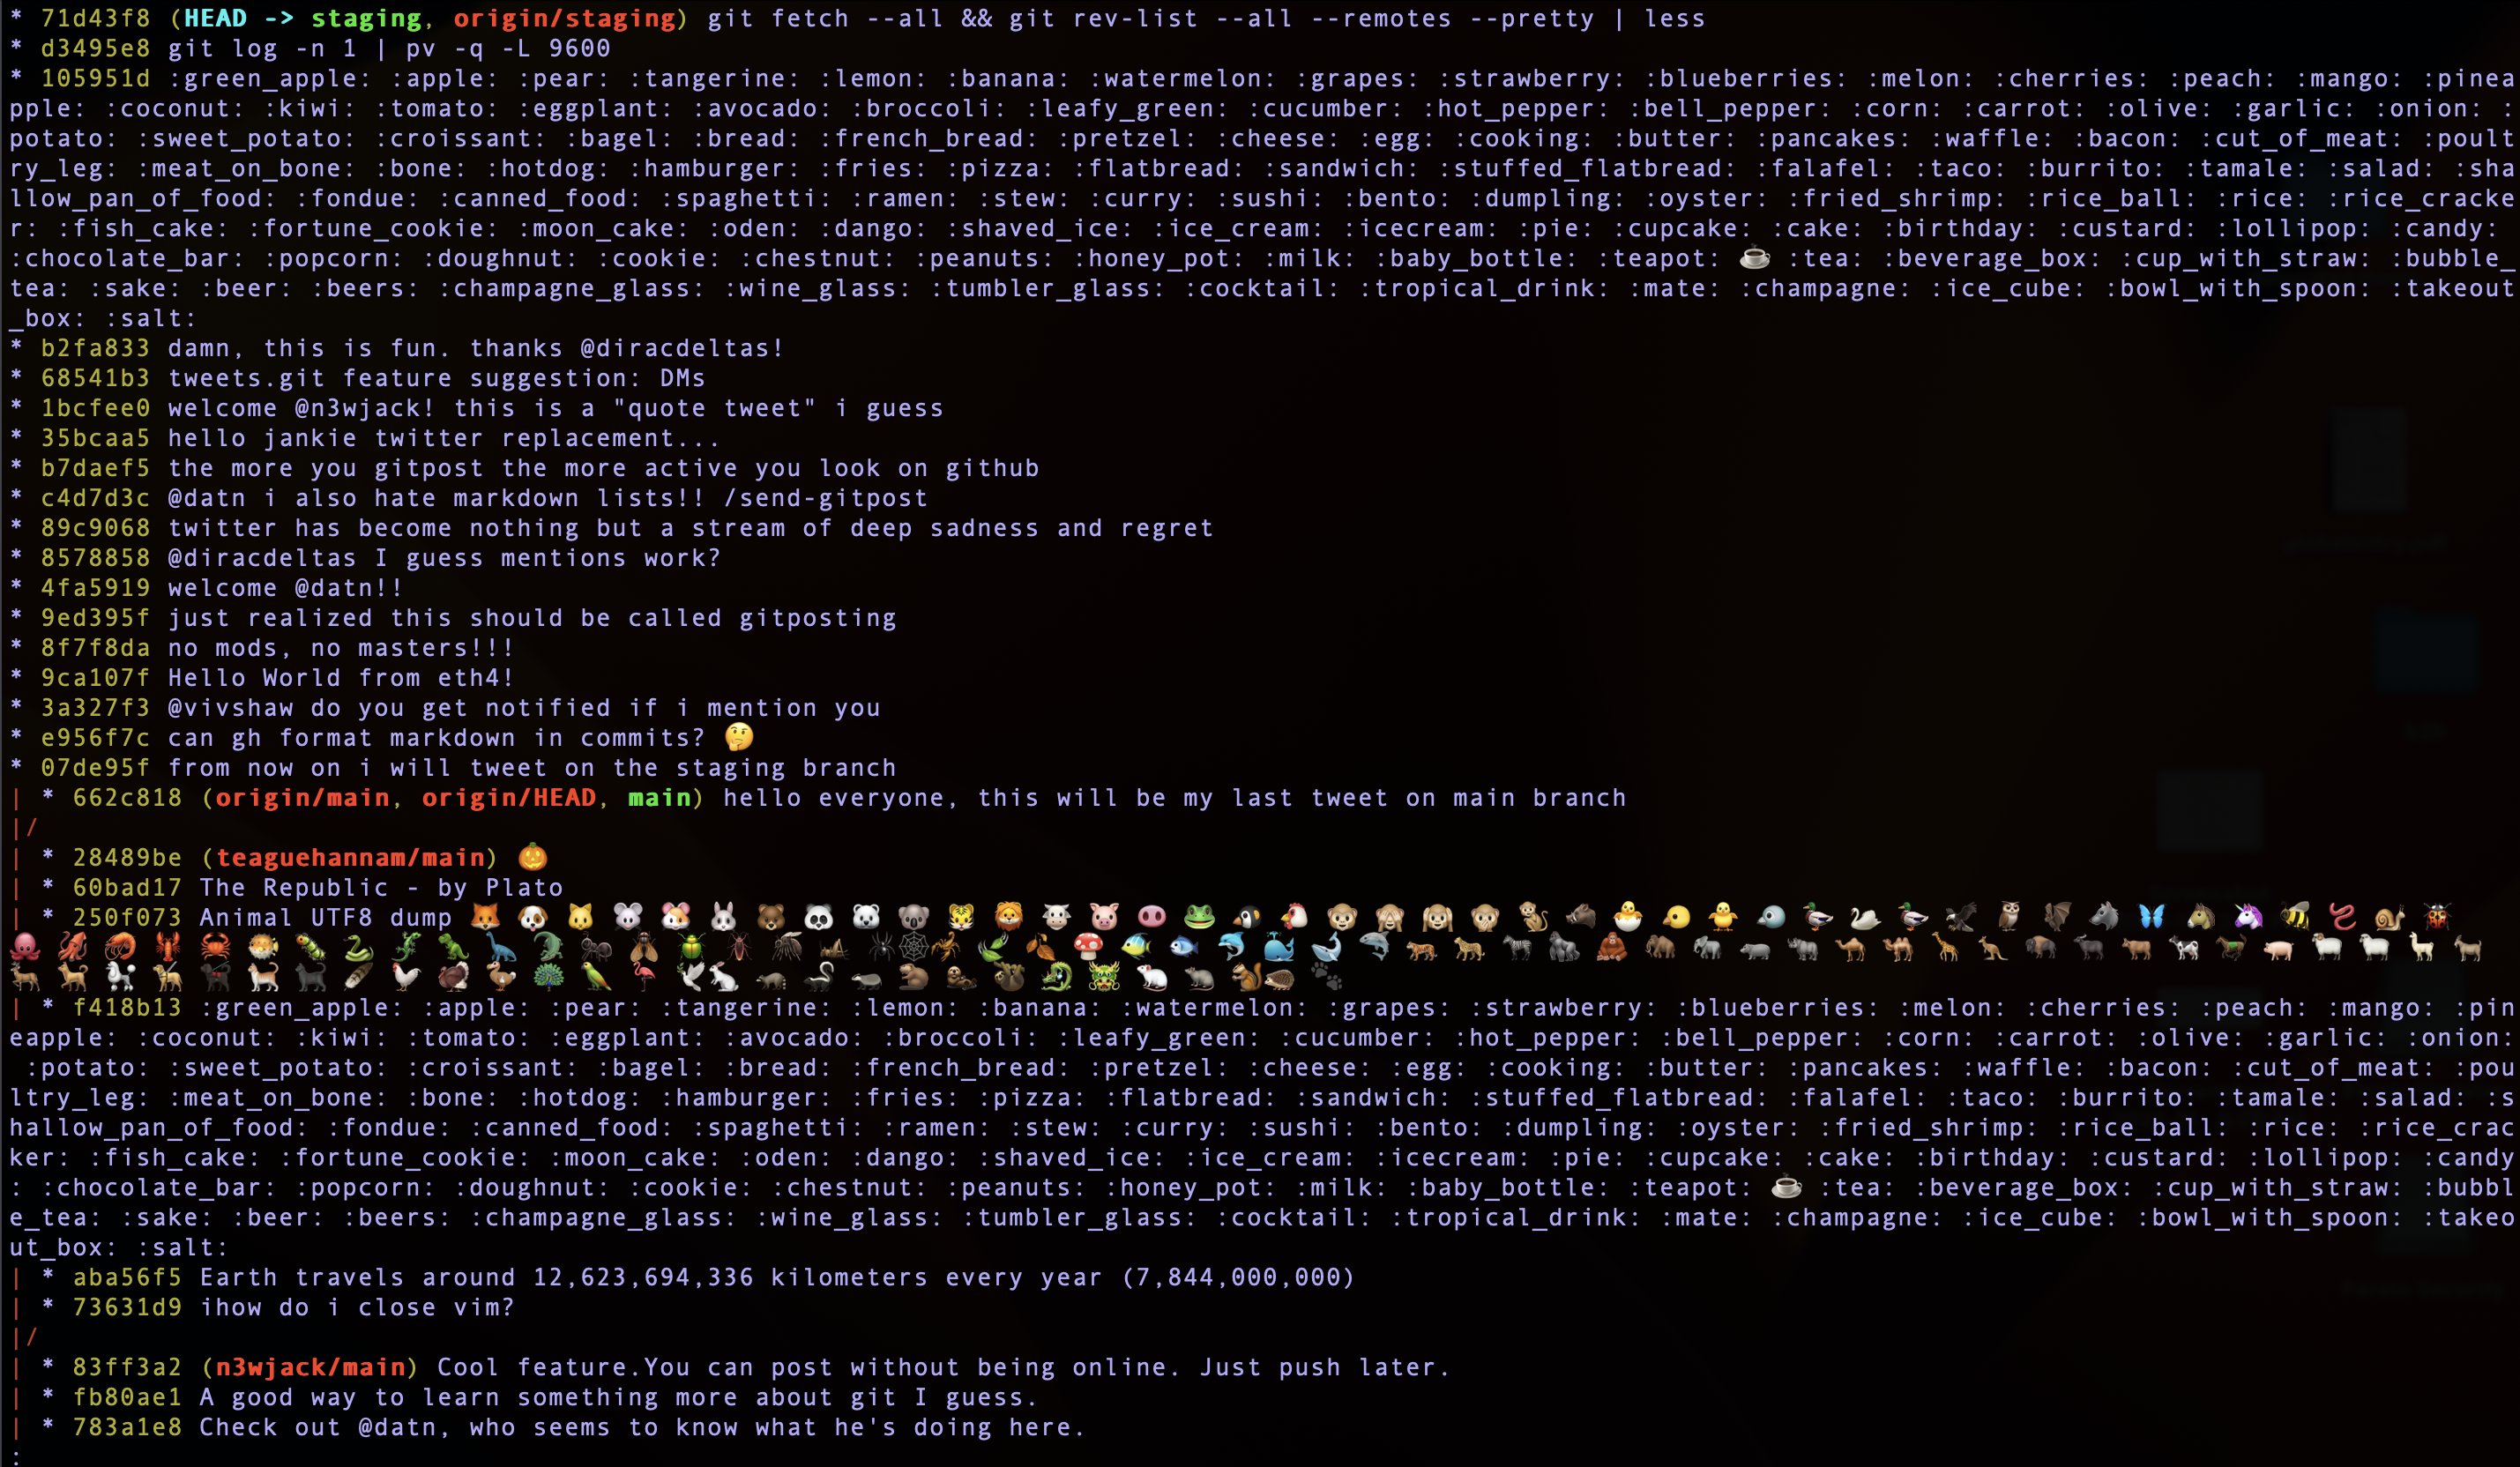 * 71d43f8 (HEAD -> staging, origin/staging) git fetch --all && git rev-list --all --remotes --pretty | less
* d3495e8 git log -n 1 | pv -q -L 9600
* 105951d :green_apple: :apple: :pear: :tangerine: :lemon: :banana: :watermelon: :grapes: :strawberry: :blueberries: :melon: :cherries: :peach: :mango: :pinea
pple: :coconut: :kiwi: :tomato: :eggplant: :avocado: :broccoli: :leafy_green: :cucumber: :hot_pepper: :bell_pepper: :corn: :carrot: :olive: :garlic: :onion: :
potato: :sweet_potato: :croissant: :bagel: :bread: :french_bread: :pretzel: :cheese: :egg: :cooking: :butter: :pancakes: :waffle: :bacon: :cut_of_meat: :poult
ry_leg: :meat_on_bone: :bone: :hotdog: :hamburger: :fries: :pizza: :flatbread: :sandwich: :stuffed_flatbread: :falafel: :taco: :burrito: :tamale: :salad: :sha
llow_pan_of_food: :fondue: :canned_food: :spaghetti: :ramen: :stew: :curry: :sushi: :bento: :dumpling: :oyster: :fried_shrimp: :rice_ball: :rice: :rice_cracke
r: :fish_cake: :fortune_cookie: :moon_cake: :oden: :dango: :shaved_ice: :ice_cream: :icecream: :pie: :cupcake: :cake: :birthday: :custard: :lollipop: :candy:
:chocolate_bar: :popcorn: :doughnut: :cookie: :chestnut: :peanuts: :honey_pot: :milk: :baby_bottle: :teapot: ☕ :tea: :beverage_box: :cup_with_straw: :bubble_
tea: :sake: :beer: :beers: :champagne_glass: :wine_glass: :tumbler_glass: :cocktail: :tropical_drink: :mate: :champagne: :ice_cube: :bowl_with_spoon: :takeout
_box: :salt:
* b2fa833 damn, this is fun. thanks @diracdeltas!
* 68541b3 tweets.git feature suggestion: DMs
* 1bcfee0 welcome @n3wjack! this is a "quote tweet" i guess
* 35bcaa5 hello jankie twitter replacement...
* b7daef5 the more you gitpost the more active you look on github
* c4d7d3c @datn i also hate markdown lists!! /send-gitpost
* 89c9068 twitter has become nothing but a stream of deep sadness and regret
* 8578858 @diracdeltas I guess mentions work?
* 4fa5919 welcome @datn!!
* 9ed395f just realized this should be called gitposting
* 8f7f8da no mods, no masters!!!
* 9ca107f Hello World from eth4!
* 3a327f3 @vivshaw do you get notified if i mention you
* e956f7c can gh format markdown in commits? 🤔
* 07de95f from now on i will tweet on the staging branch
| * 662c818 (origin/main, origin/HEAD, main) hello everyone, this will be my last tweet on main branch
|/
| * 28489be (teaguehannam/main) 🎃
| * 60bad17 The Republic - by Plato
| * 250f073 Animal UTF8 dump
| * f418b13 :green_apple: :apple: :pear: :tangerine: :lemon: :banana: :watermelon: :grapes: :strawberry: :blueberries: :melon: :cherries: :peach: :mango: :pin
eapple: :coconut: :kiwi: :tomato: :eggplant: :avocado: :broccoli: :leafy_green: :cucumber: :hot_pepper: :bell_pepper: :corn: :carrot: :olive: :garlic: :onion:
:potato: :sweet_potato: :croissant: :bagel: :bread: :french_bread: :pretzel: :cheese: :egg: :cooking: :butter: :pancakes: :waffle: :bacon: :cut_of_meat: :pou
ltry_leg: :meat_on_bone: :bone: :hotdog: :hamburger: :fries: :pizza: :flatbread: :sandwich: :stuffed_flatbread: :falafel: :taco: :burrito: :tamale: :salad: :s
hallow_pan_of_food: :fondue: :canned_food: :spaghetti: :ramen: :stew: :curry: :sushi: :bento: :dumpling: :oyster: :fried_shrimp: :rice_ball: :rice: :rice_crac
ker: :fish_cake: :fortune_cookie: :moon_cake: :oden: :dango: :shaved_ice: :ice_cream: :icecream: :pie: :cupcake: :cake: :birthday: :custard: :lollipop: :candy
: :chocolate_bar: :popcorn: :doughnut: :cookie: :chestnut: :peanuts: :honey_pot: :milk: :baby_bottle: :teapot: ☕ :tea: :beverage_box: :cup_with_straw: :bubbl
e_tea: :sake: :beer: :beers: :champagne_glass: :wine_glass: :tumbler_glass: :cocktail: :tropical_drink: :mate: :champagne: :ice_cube: :bowl_with_spoon: :takeo
ut_box: :salt:
| * aba56f5 Earth travels around 12,623,694,336 kilometers every year (7,844,000,000)
| * 73631d9 ihow do i close vim?
|/
| * 83ff3a2 (n3wjack/main) Cool feature.You can post without being online. Just push later.
| * fb80ae1 A good way to learn something more about git I guess.
| * 783a1e8 Check out @datn, who seems to know what he's doing here.
: